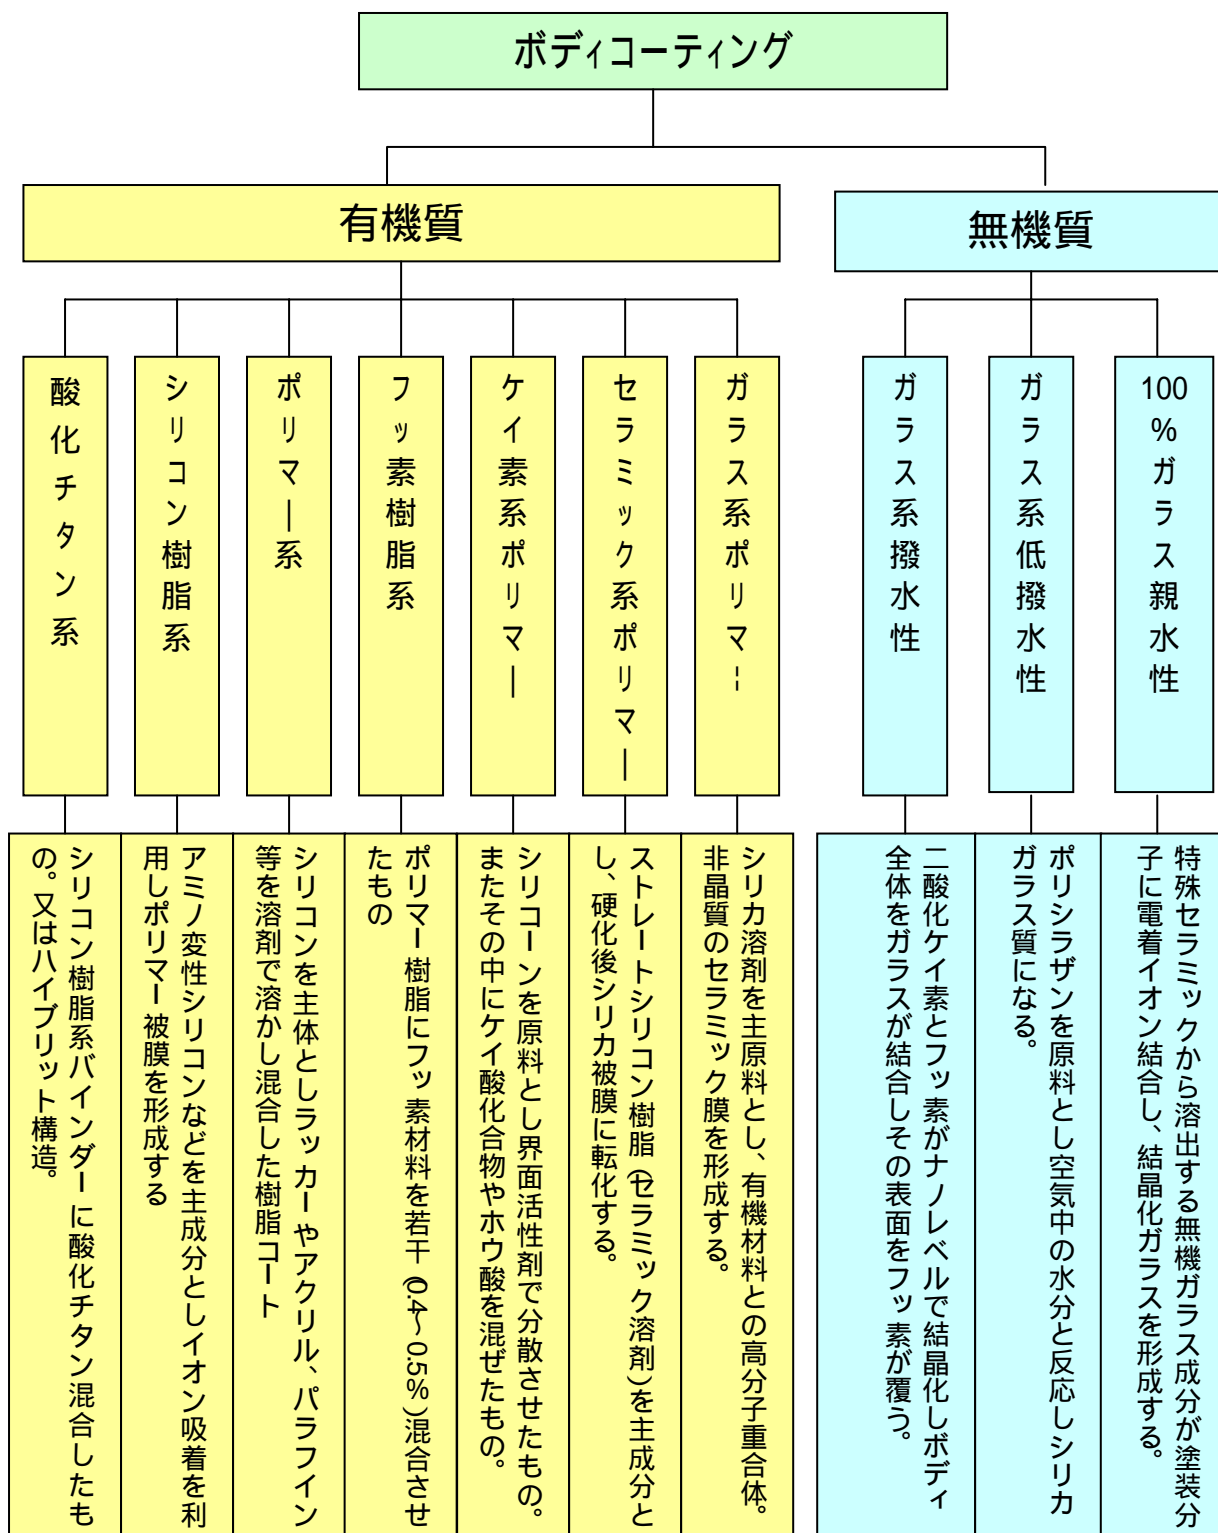 ボディコーティング
有機質
無機質
酸化チタン系
シリコン樹脂系
ポリマー系
フッ素樹脂系
ケイ素系ポリマー
セラミック系ポリマー
ガラス系ポリマー
ガラス系撥水性
ガラス系低撥水性
100%ガラス親水性
シリコン樹脂系バインダーに酸化チタン混合したも
の。又はハイブリット構造。
アミノ変性シリコンなどを主成分としイオン吸着を利
用しポリマー被膜を形成する
シリコンを主体としラッカーやアクリル、パラフイン
等を溶剤で溶かし混合した樹脂コート
ポリマー樹脂にフッ素材料を若干(0.4〜0.5%)混合させ
たもの
シリコーンを原料とし界面活性剤で分散させたもの。
またその中にケイ酸化合物やホウ酸を混ぜたもの。
ストレートシリコン樹脂(セラミック溶剤)を主成分と
し、硬化後シリカ被膜に転化する。
シリカ溶剤を主原料とし、有機材料との高分子重合体。
非晶質のセラミック膜を形成する。
二酸化ケイ素とフッ素がナノレベルで結晶化しボディ
全体をガラスが結合しその表面をフッ素が覆う。
ポリシラザンを原料とし空気中の水分と反応しシリカ
ガラス質になる。
特殊セラミックから溶出する無機ガラス成分が塗装分
子に電着イオン結合し、結晶化ガラスを形成する。